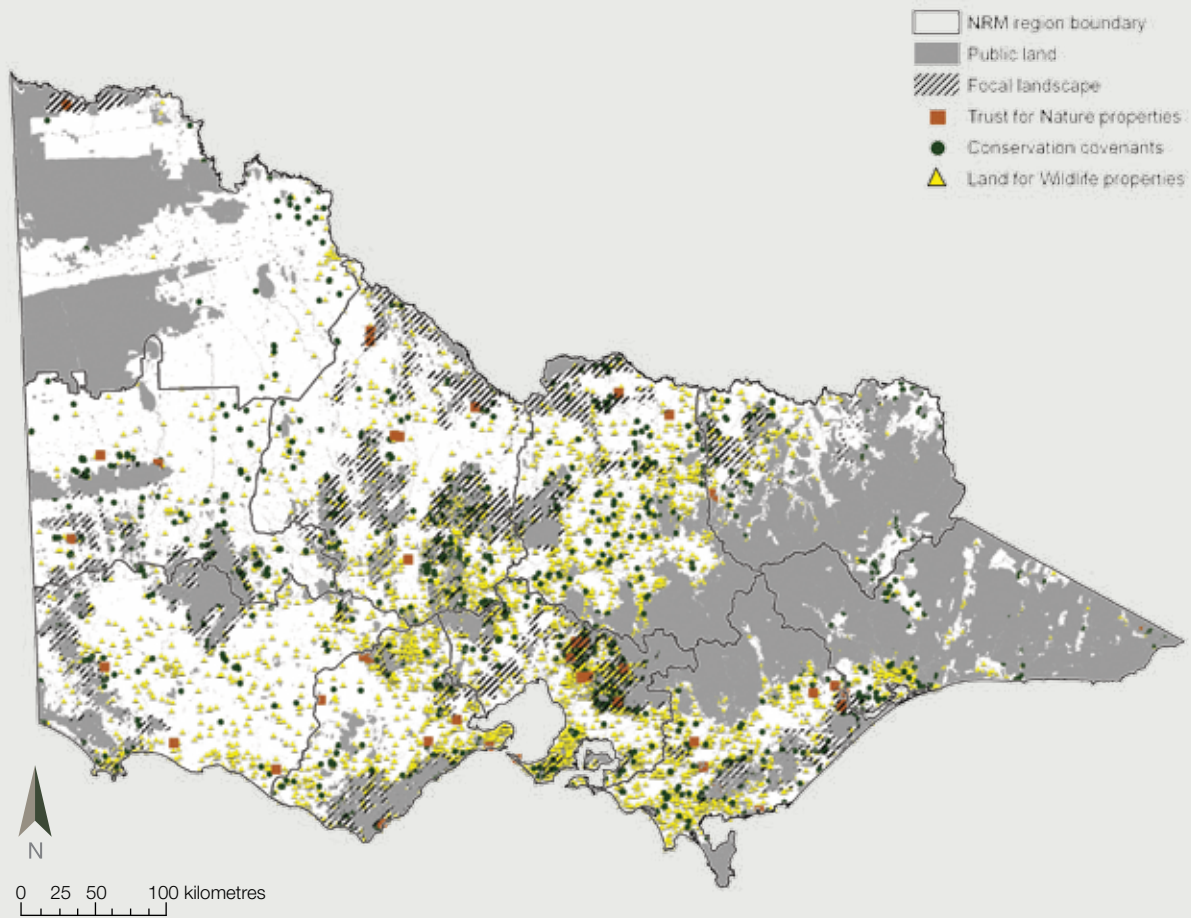 NRM region boundary
Public land
Focal landscape
Trust for Nature properties
Conservation covenants
Land for Wildlife properties
N
0 25 50 100 kilometres